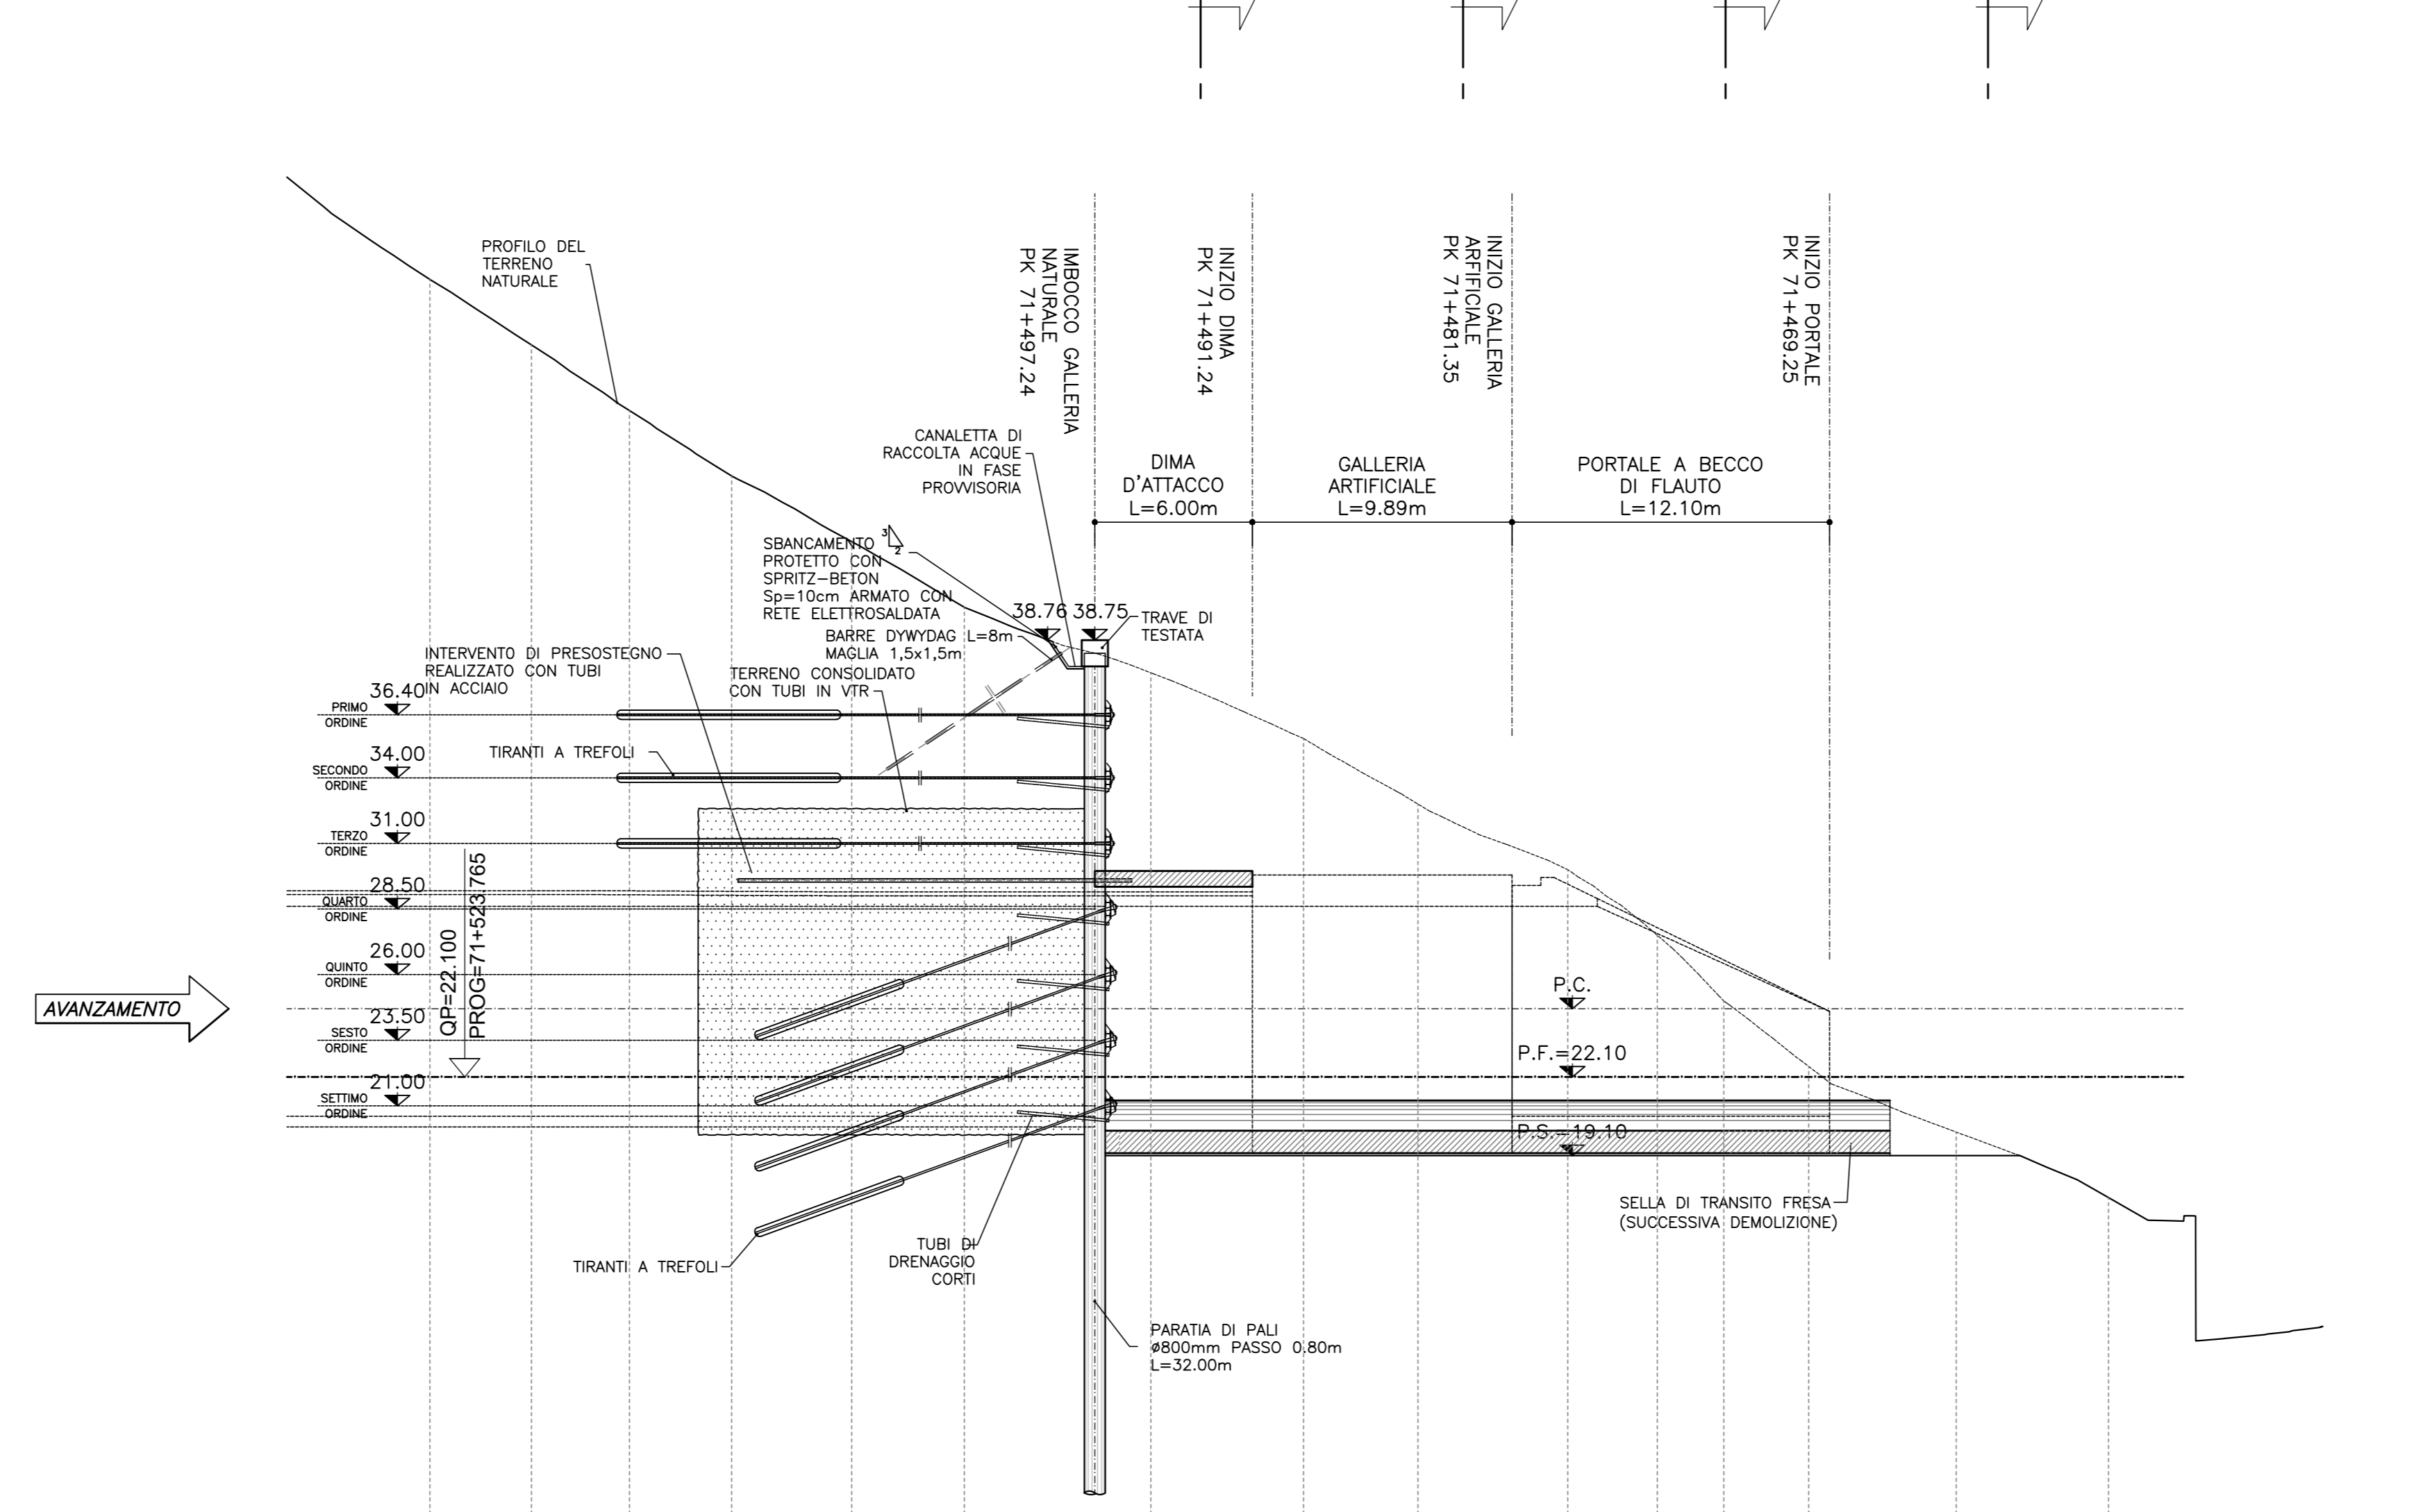 PROFILO DEL
TERRENO
NATURALE
IMBOCCO GALLERIA
NATURALE
PK 71+497.24
INIZIO DIMA
PK 71+491.24
INIZIO GALLERIA
ARFIFICIALE
PK 71+481.35
INIZIO PORTALE
PK 71+469.25
CANALETTA DI
RACCOLTA ACQUE
IN FASE
PROVVISORIA
DIMA
D'ATTACCO
L=6.00m
GALLERIA
ARTIFICIALE
L=9.89m
PORTALE A BECCO
DI FLAUTO
L=12.10m
3
2
SBANCAMENTO
PROTETTO CON
SPRITZ-BETON
Sp=10cm ARMATO CON
RETE ELETTROSALDATA
38.76
38.75
TRAVE DI
TESTATA
BARRE DYWYDAG L=8m
MAGLIA 1,5x1,5m
INTERVENTO DI PRESOSTEGNO
REALIZZATO CON TUBI
IN ACCIAIO
TERRENO CONSOLIDATO
CON TUBI IN VTR
36.40
PRIMO
ORDINE
34.00
SECONDO
ORDINE
TIRANTI A TREFOLI
31.00
TERZO
ORDINE
28.50
QUARTO
ORDINE
26.00
QUINTO
ORDINE
23.50
SESTO
ORDINE
21.00
SETTIMO
ORDINE
QP=22.100
PROG=71+523.765
AVANZAMENTO
P.C.
P.F.=22.10
P.S.=19.10
SELLA DI TRANSITO FRESA
(SUCCESSIVA DEMOLIZIONE)
TIRANTI A TREFOLI
TUBI DI
DRENAGGIO
CORTI
PARATIA DI PALI
ø800mm PASSO 0.80m
L=32.00m